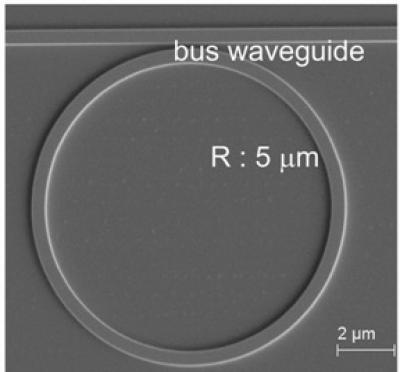 bus waveguide
R : 5 μm
2 μm